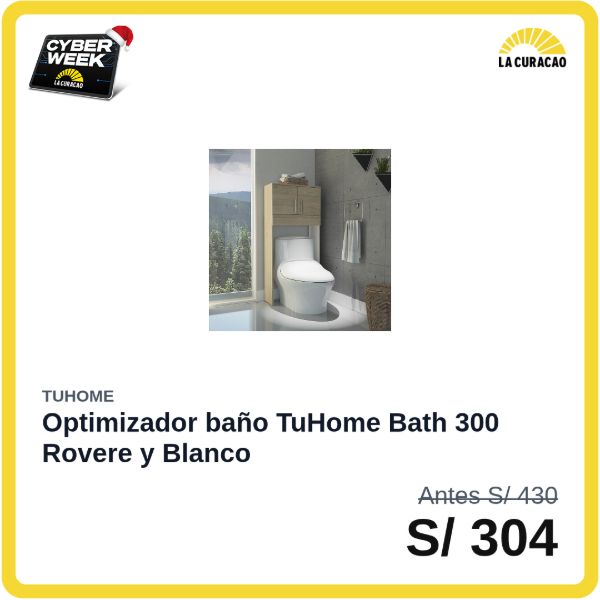 CYBER
WEEK
LA CURACAO
LA CURACAO
TUHOME
Optimizador baño TuHome Bath 300
Rovere y Blanco
Antes S/ 430
S/ 304